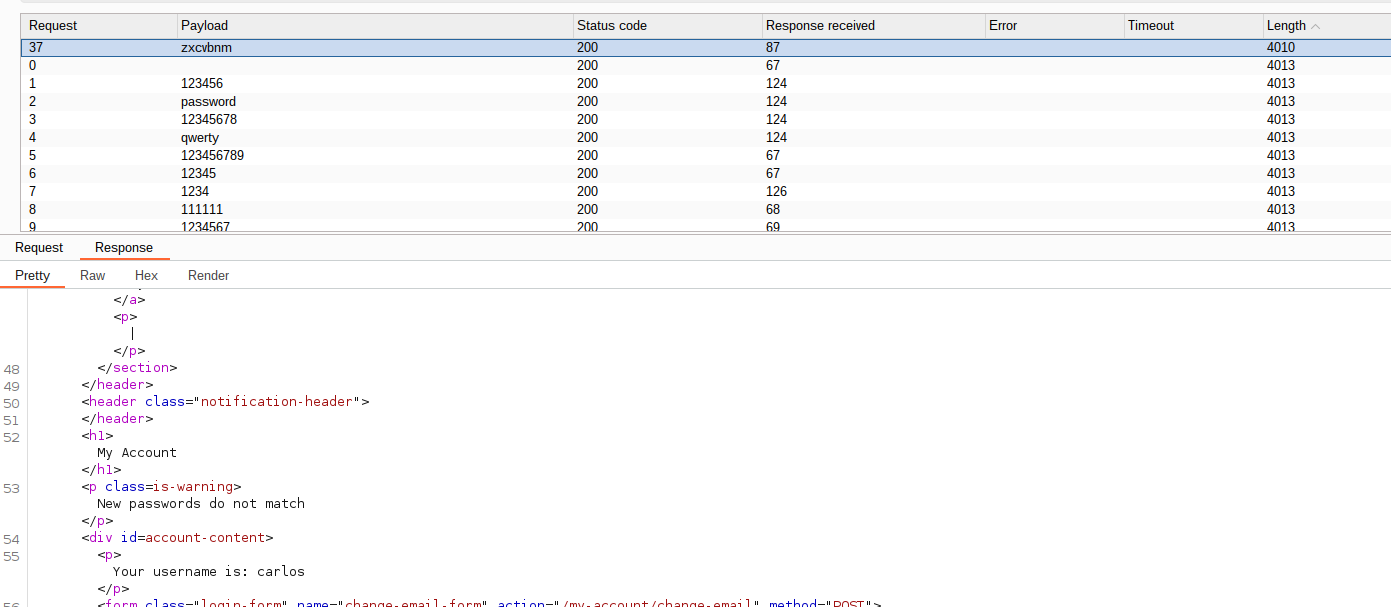 Request Payload Status code Response received Error Timeout Length
37 zxcvbnm 200 87 4010
0 200 67 4013
1 123456 200 124 4013
2 password 200 124 4013
3 12345678 200 124 4013
4 qwerty 200 124 4013
5 123456789 200 67 4013
6 12345 200 67 4013
7 1234 200 126 4013
8 111111 200 68 4013
9 1234567 200 69 4013
Request Response
Pretty Raw Hex Render
</a>
<p>
|
</p>
48 </section>
49 </header>
50 <header class="notification-header">
51 </header>
52 <h1>
My Account
</h1>
53 <p class=is-warning>
New passwords do not match
</p>
54 <div id=account-content>
55 <p>
Your username is: carlos
</p>
56 <form class="login-form" name="change-email-form" action="/my-account/change-email" method="POST">